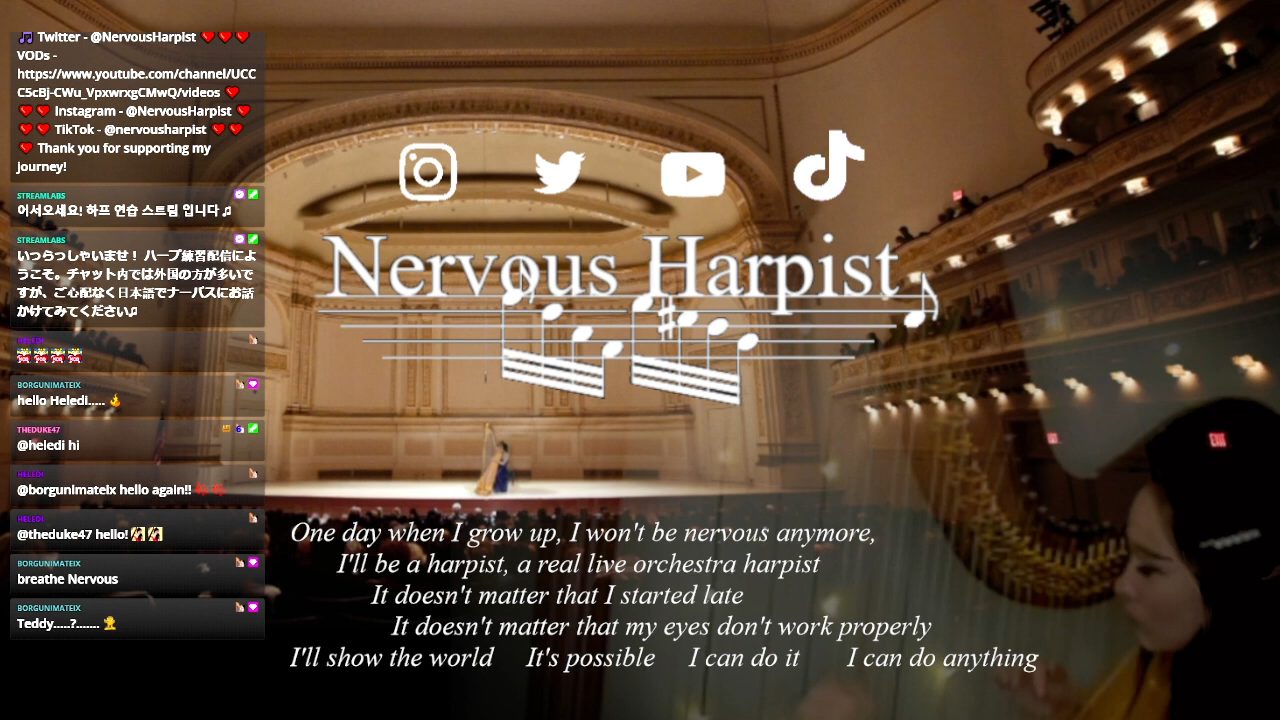 Twitter - @NervousHarpist
VODs -
https://www.youtube.com/channel/UCC
C5cBj-CWu_VpxwrxgCMwQ/videos
Instagram - @NervousHarpist
TikTok - @nervousharpist
Thank you for supporting my
journey!
STREAMLABS
어서오세요! 하프 연습 스트림 입니다 ♫
STREAMLABS
いらっしゃいませ！ ハープ練習配信によ
うこそ。チャット内では外国の方が多いで
すが、ご心配なく日本語でナーバスにお話
かけてみてください♫
HELEDI
BORGUNIMATEIX
hello Heledi.....
THEDUKE47
@heledi hi
HELEDI
@borgunimateix hello again!!
HELEDI
@theduke47 hello!
BORGUNIMATEIX
breathe Nervous
BORGUNIMATEIX
Teddy.....?.......
Nervous Harpist
One day when I grow up, I won't be nervous anymore,
I'll be a harpist, a real live orchestra harpist
It doesn't matter that I started late
It doesn't matter that my eyes don't work properly
I'll show the world It's possible I can do it I can do anything
EXIT